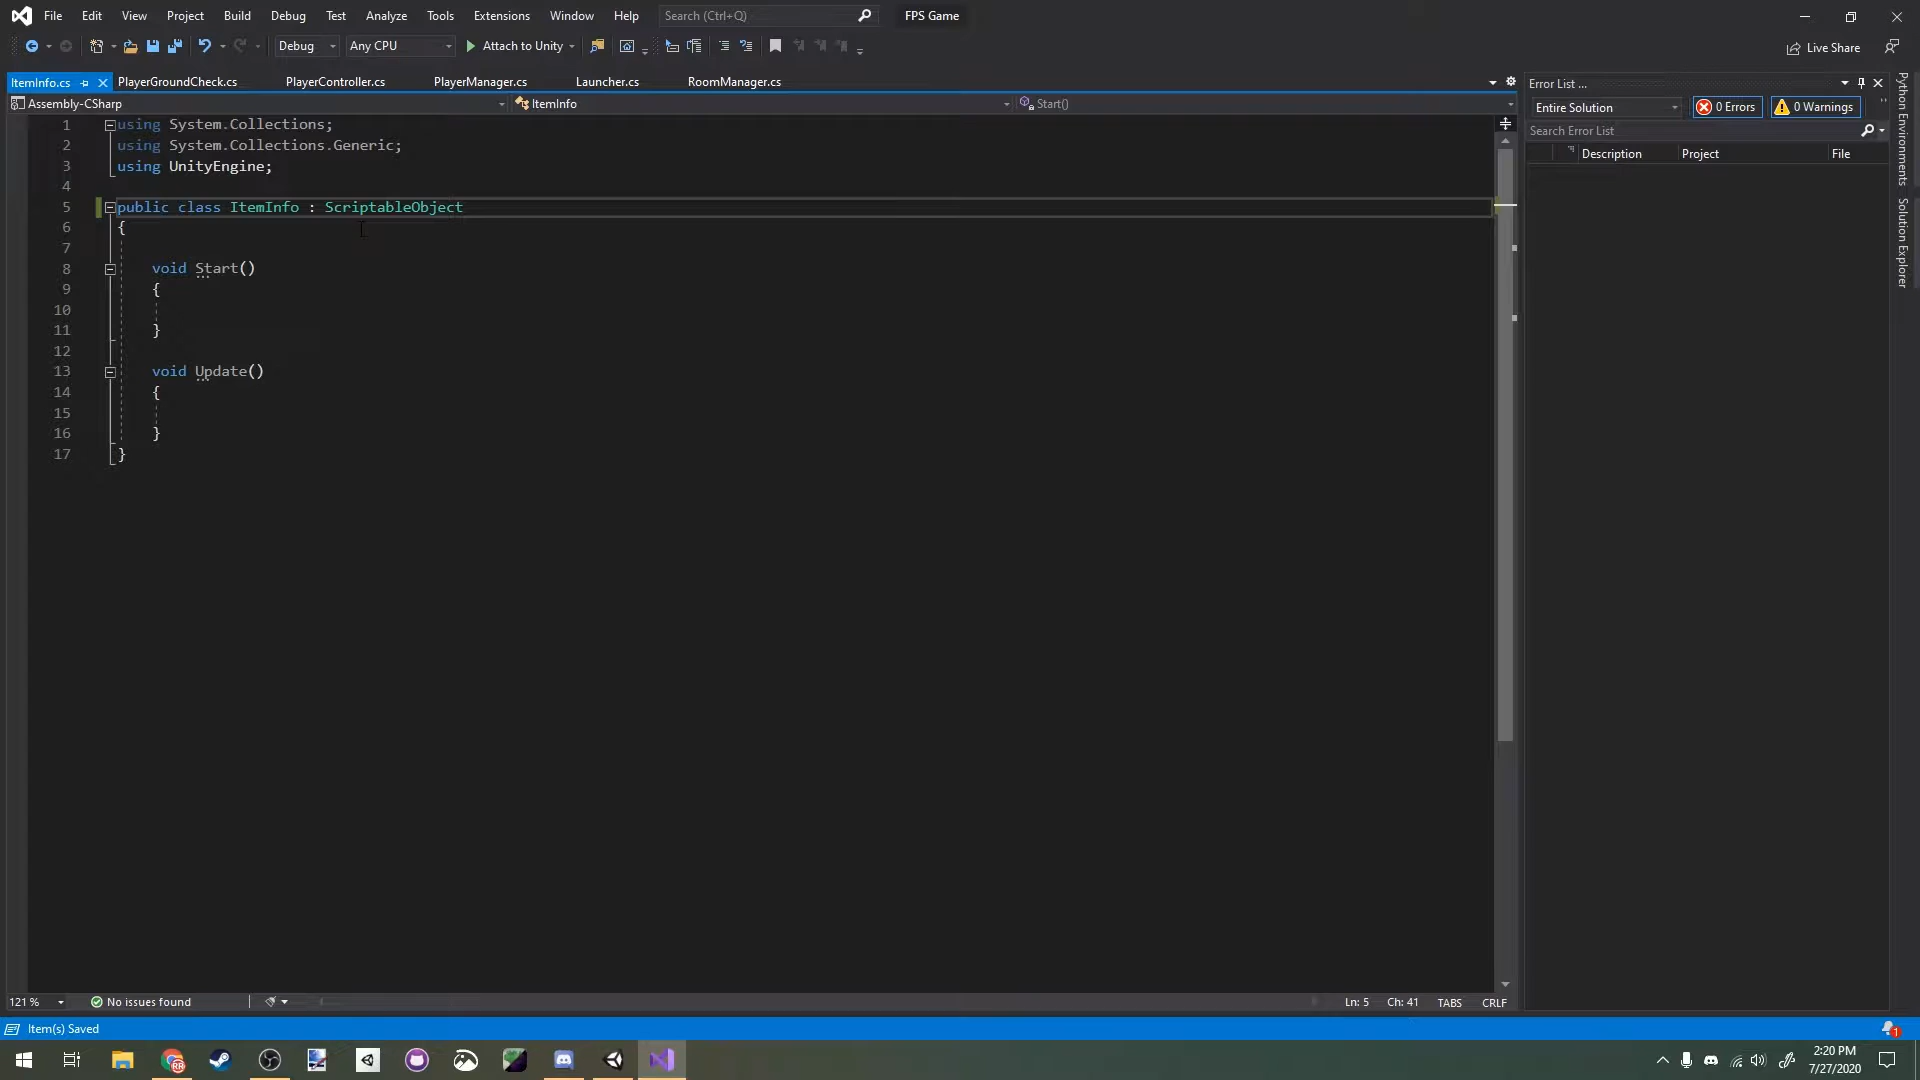 File Edit View Project Build Debug Test Analyze Tools Extensions Window Help Search (Ctrl+Q) FPS Game
Debug Any CPU Attach to Unity Live Share
ItemInfo.cs PlayerGroundCheck.cs PlayerController.cs PlayerManager.cs Launcher.cs RoomManager.cs
Assembly-CSharp ItemInfo Start()
1 using System.Collections;
2 using System.Collections.Generic;
3 using UnityEngine;
4
5 public class ItemInfo : ScriptableObject
6 {
7
8 void Start()
9 {
10
11 }
12
13 void Update()
14 {
15
16 }
17 }
Error List ...
Entire Solution 0 Errors 0 Warnings
Search Error List
Description Project File
Python Environments
Solution Explorer
121 % No issues found Ln: 5 Ch: 41 TABS CRLF
Item(s) Saved 1
2:20 PM
7/27/2020